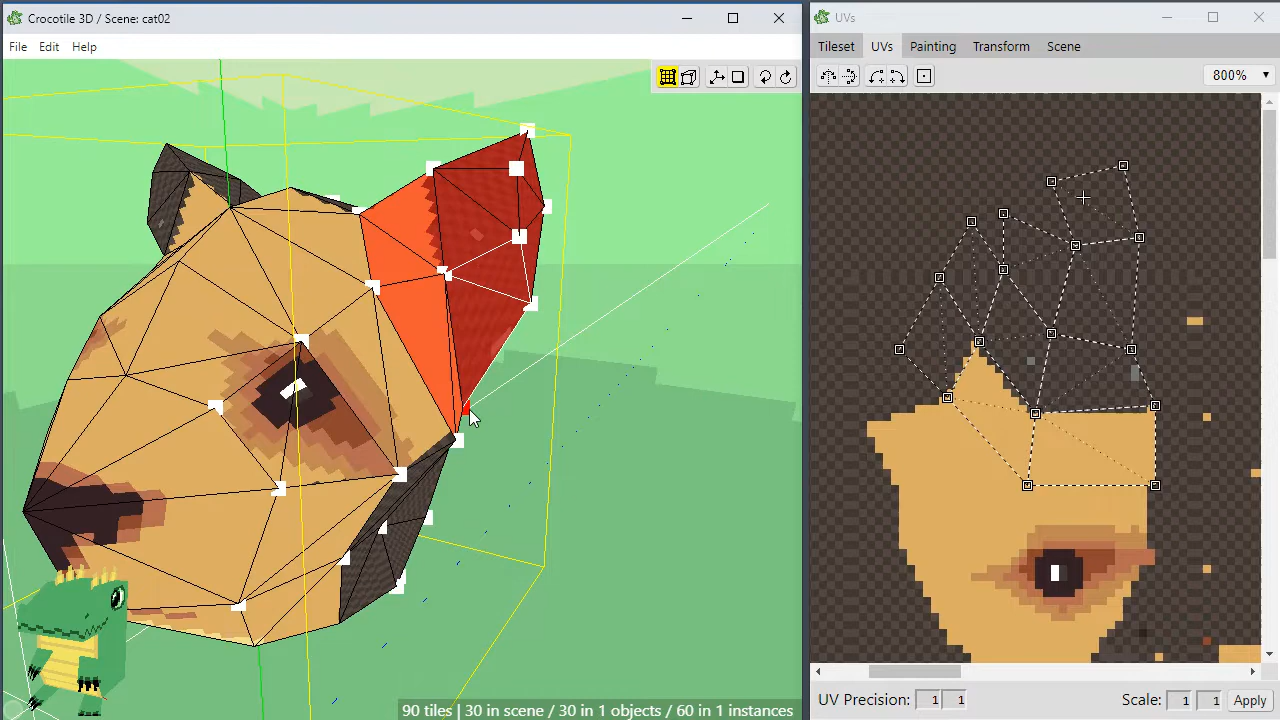 Crocotile 3D / Scene: cat02
File Edit Help
90 tiles | 30 in scene / 30 in 1 objects / 60 in 1 instances
UVs
Tileset UVs Painting Transform Scene
800%
UV Precision: 1 1 Scale: 1 1 Apply